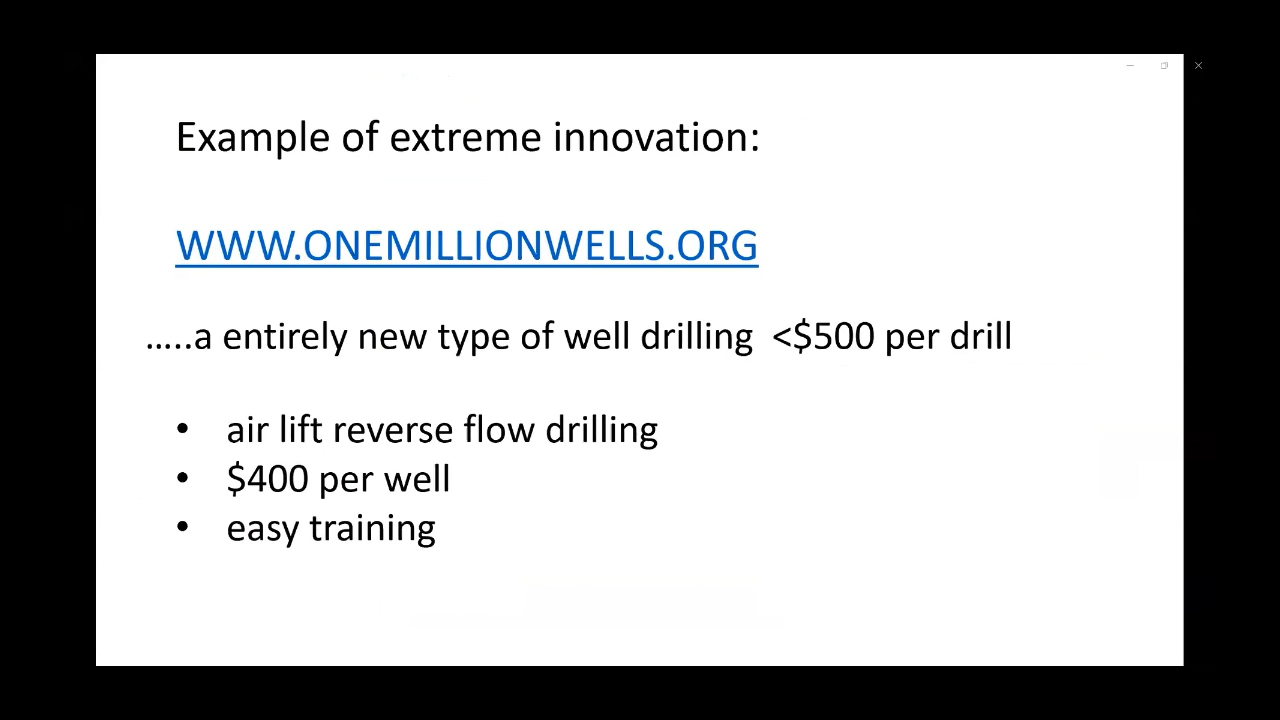 Example of extreme innovation:
WWW.ONEMILLIONWELLS.ORG
.....a entirely new type of well drilling <$500 per drill
• air lift reverse flow drilling
• $400 per well
• easy training